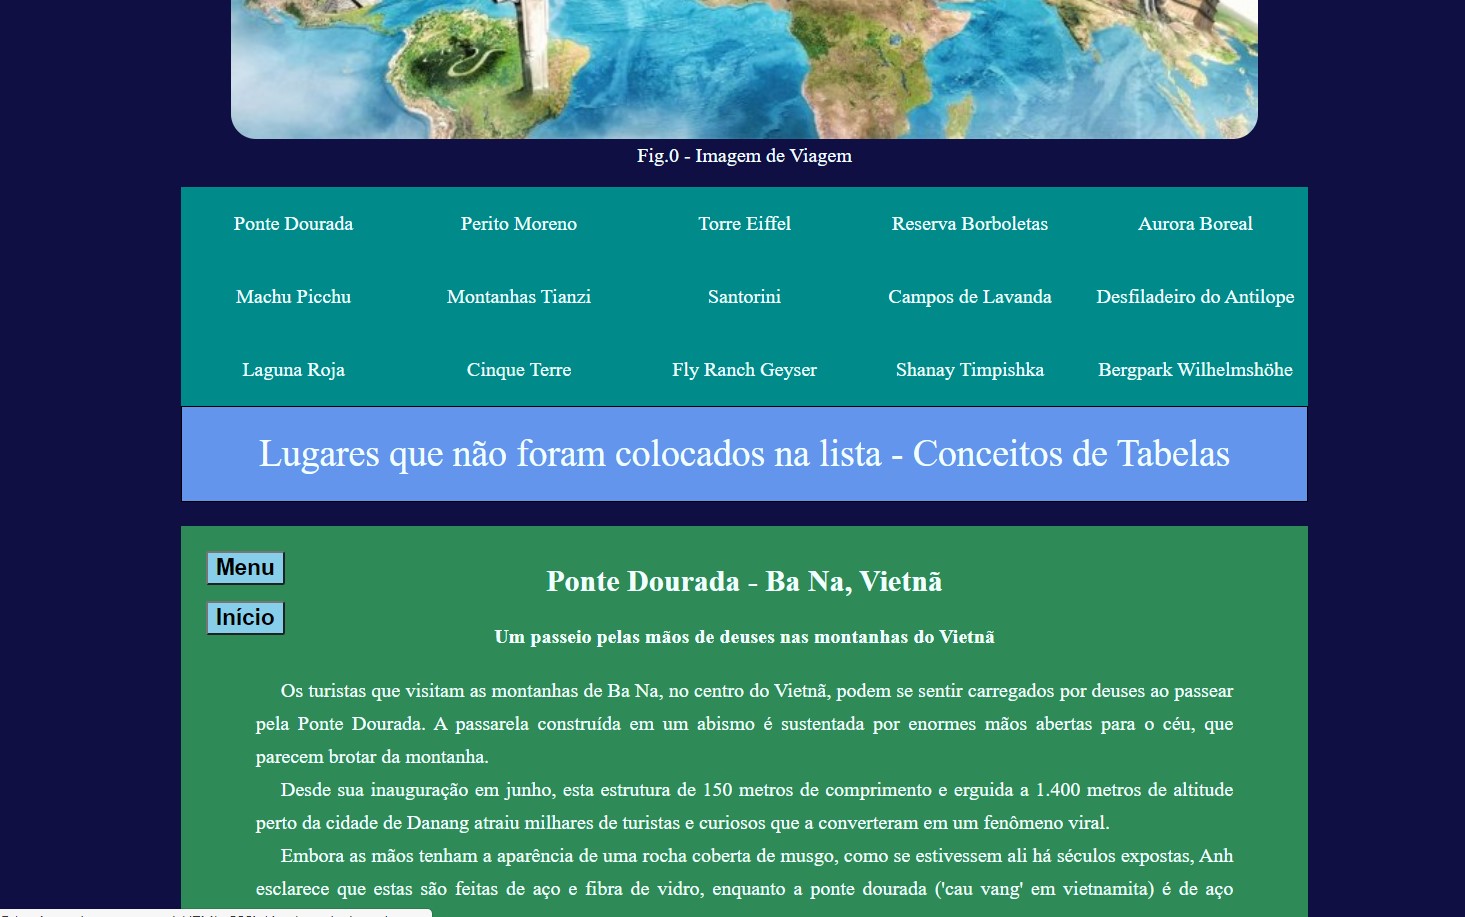 Fig.0 - Imagem de Viagem
Ponte Dourada Perito Moreno Torre Eiffel Reserva Borboletas Aurora Boreal
Machu Picchu Montanhas Tianzi Santorini Campos de Lavanda Desfiladeiro do Antilope
Laguna Roja Cinque Terre Fly Ranch Geyser Shanay Timpishka Bergpark Wilhelmshöhe
Lugares que não foram colocados na lista - Conceitos de Tabelas
Menu
Início
Ponte Dourada - Ba Na, Vietnã
Um passeio pelas mãos de deuses nas montanhas do Vietnã
Os turistas que visitam as montanhas de Ba Na, no centro do Vietnã, podem se sentir carregados por deuses ao passear
pela Ponte Dourada. A passarela construída em um abismo é sustentada por enormes mãos abertas para o céu, que
parecem brotar da montanha.
Desde sua inauguração em junho, esta estrutura de 150 metros de comprimento e erguida a 1.400 metros de altitude
perto da cidade de Danang atraiu milhares de turistas e curiosos que a converteram em um fenômeno viral.
Embora as mãos tenham a aparência de uma rocha coberta de musgo, como se estivessem ali há séculos expostas, Anh
esclarece que estas são feitas de aço e fibra de vidro, enquanto a ponte dourada ('cau vang' em vietnamita) é de aço